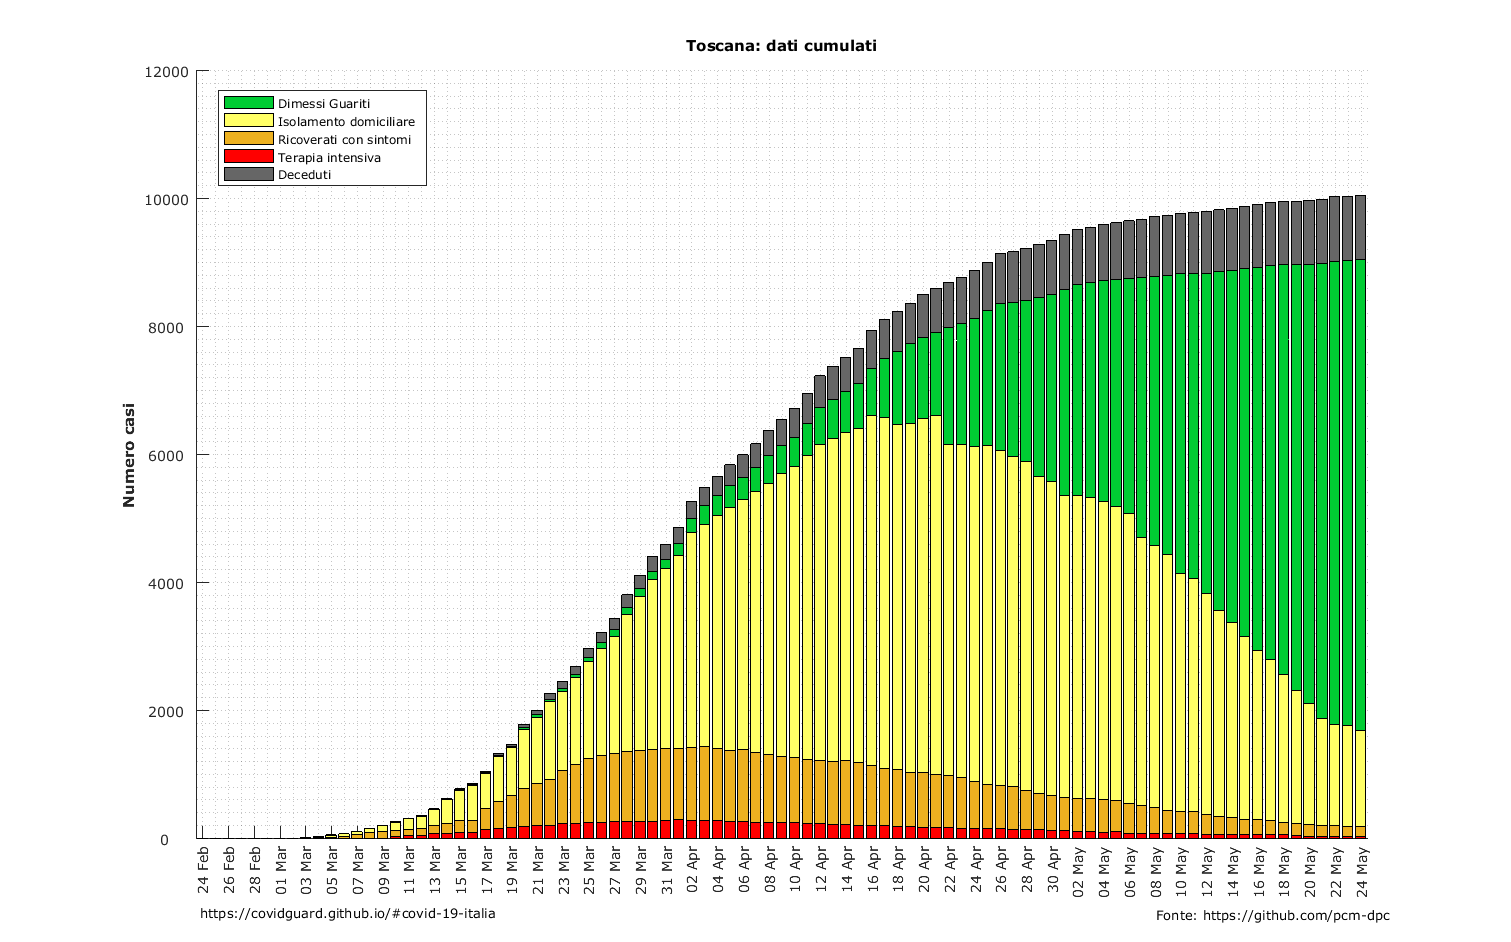 Toscana: dati cumulati
12000
10000
8000
6000
4000
2000
0
Numero casi
Dimessi Guariti
Isolamento domiciliare
Ricoverati con sintomi
Terapia intensiva
Deceduti
24 Feb
26 Feb
28 Feb
01 Mar
03 Mar
05 Mar
07 Mar
09 Mar
11 Mar
13 Mar
15 Mar
17 Mar
19 Mar
21 Mar
23 Mar
25 Mar
27 Mar
29 Mar
31 Mar
02 Apr
04 Apr
06 Apr
08 Apr
10 Apr
12 Apr
14 Apr
16 Apr
18 Apr
20 Apr
22 Apr
24 Apr
26 Apr
28 Apr
30 Apr
02 May
04 May
06 May
08 May
10 May
12 May
14 May
16 May
18 May
20 May
22 May
24 May
https://covidguard.github.io/#covid-19-italia
Fonte: https://github.com/pcm-dpc